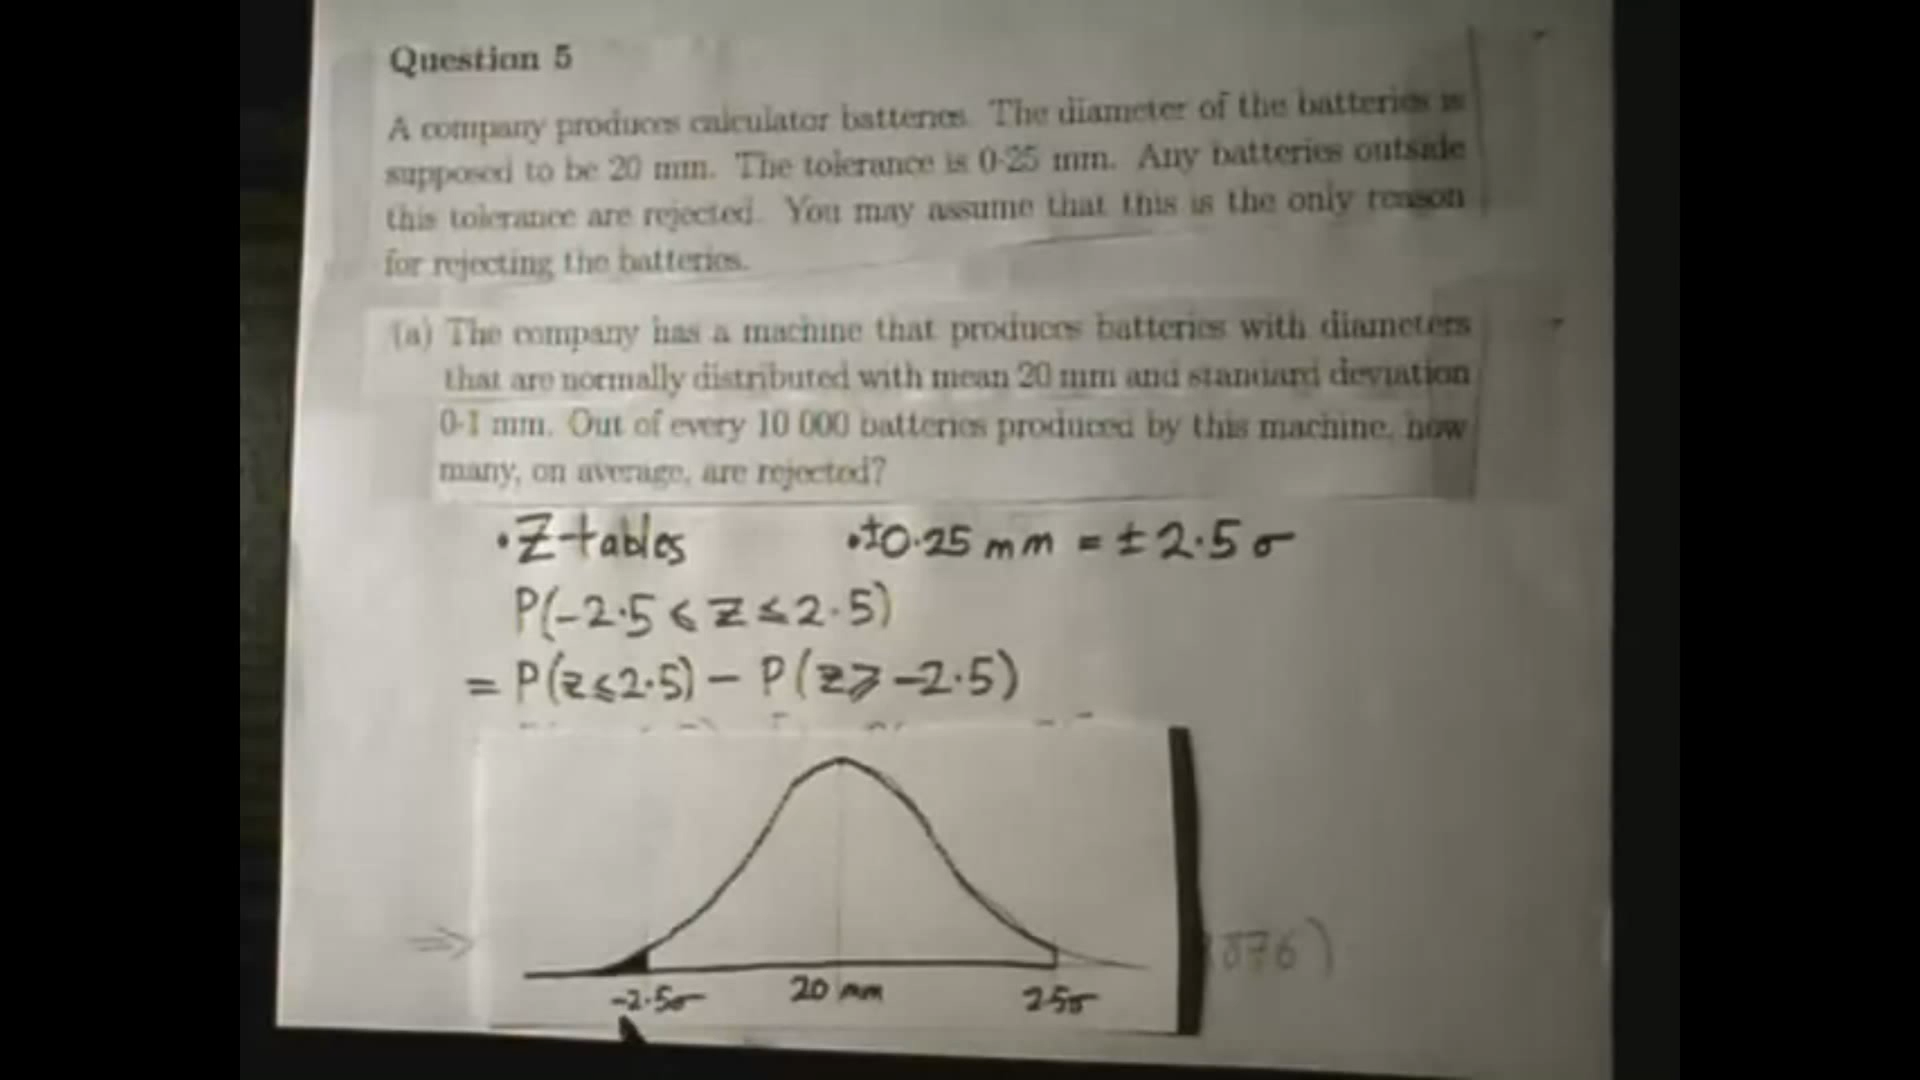 Question 5
A company produces calculator batteries. The diameter of the batteries is
supposed to be 20 mm. The tolerance is 0·25 mm. Any batteries outside
this tolerance are rejected. You may assume that this is the only reason
for rejecting the batteries.
(a) The company has a machine that produces batteries with diameters
that are normally distributed with mean 20 mm and standard deviation
0·1 mm. Out of every 10 000 batteries produced by this machine, how
many, on average, are rejected?
• Z-tables • ±0.25 mm = ± 2.5 σ
P(-2.5 ≤ Z ≤ 2.5)
= P(Z ≤ 2.5) - P(Z ≥ -2.5)
⇒ 876)
-2.5σ 20 mm 2.5σ